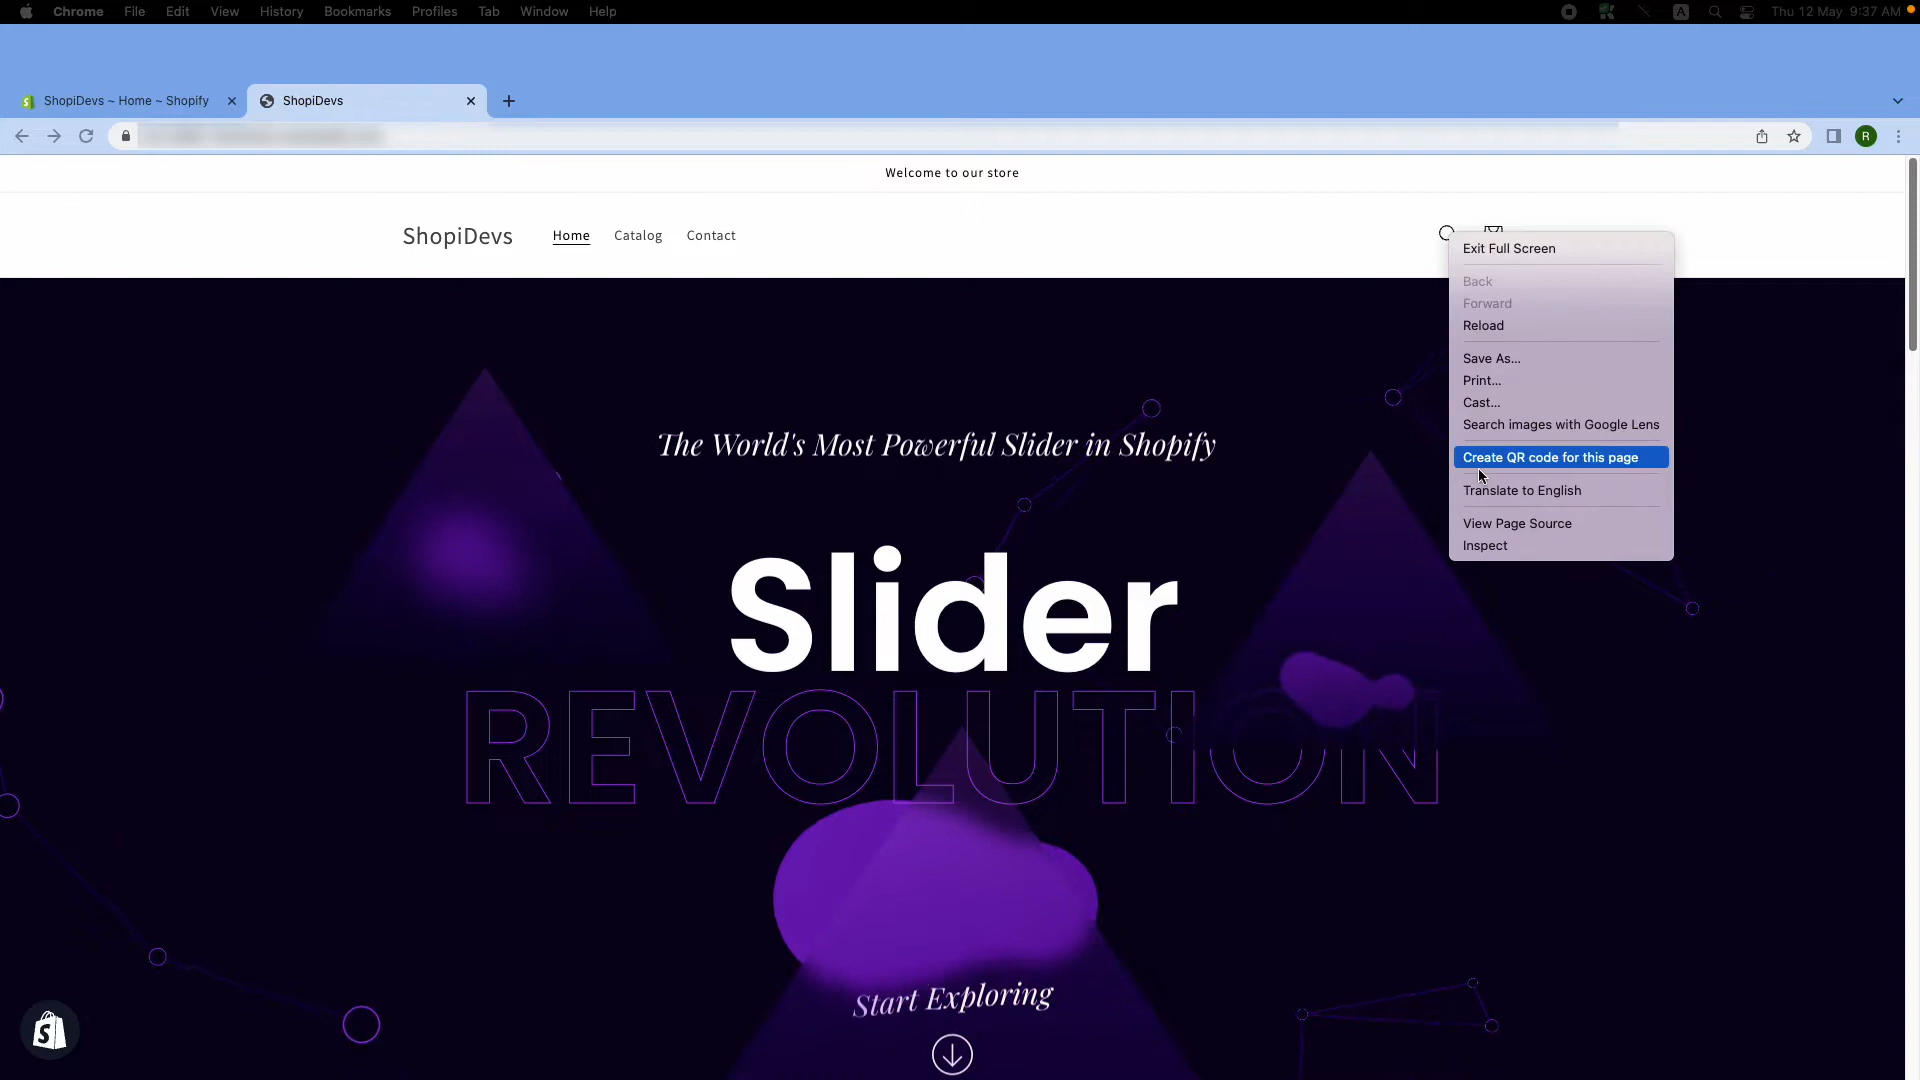 Chrome File Edit View History Bookmarks Profiles Tab Window Help A Thu 12 May 9:37 AM
ShopiDevs ~ Home ~ Shopify ShopiDevs
R
Welcome to our store
ShopiDevs Home Catalog Contact
Exit Full Screen
Back
Forward
Reload
Save As...
Print...
Cast...
Search images with Google Lens
Create QR code for this page
Translate to English
View Page Source
Inspect
The World's Most Powerful Slider in Shopify
Slider
REVOLUTION
Start Exploring